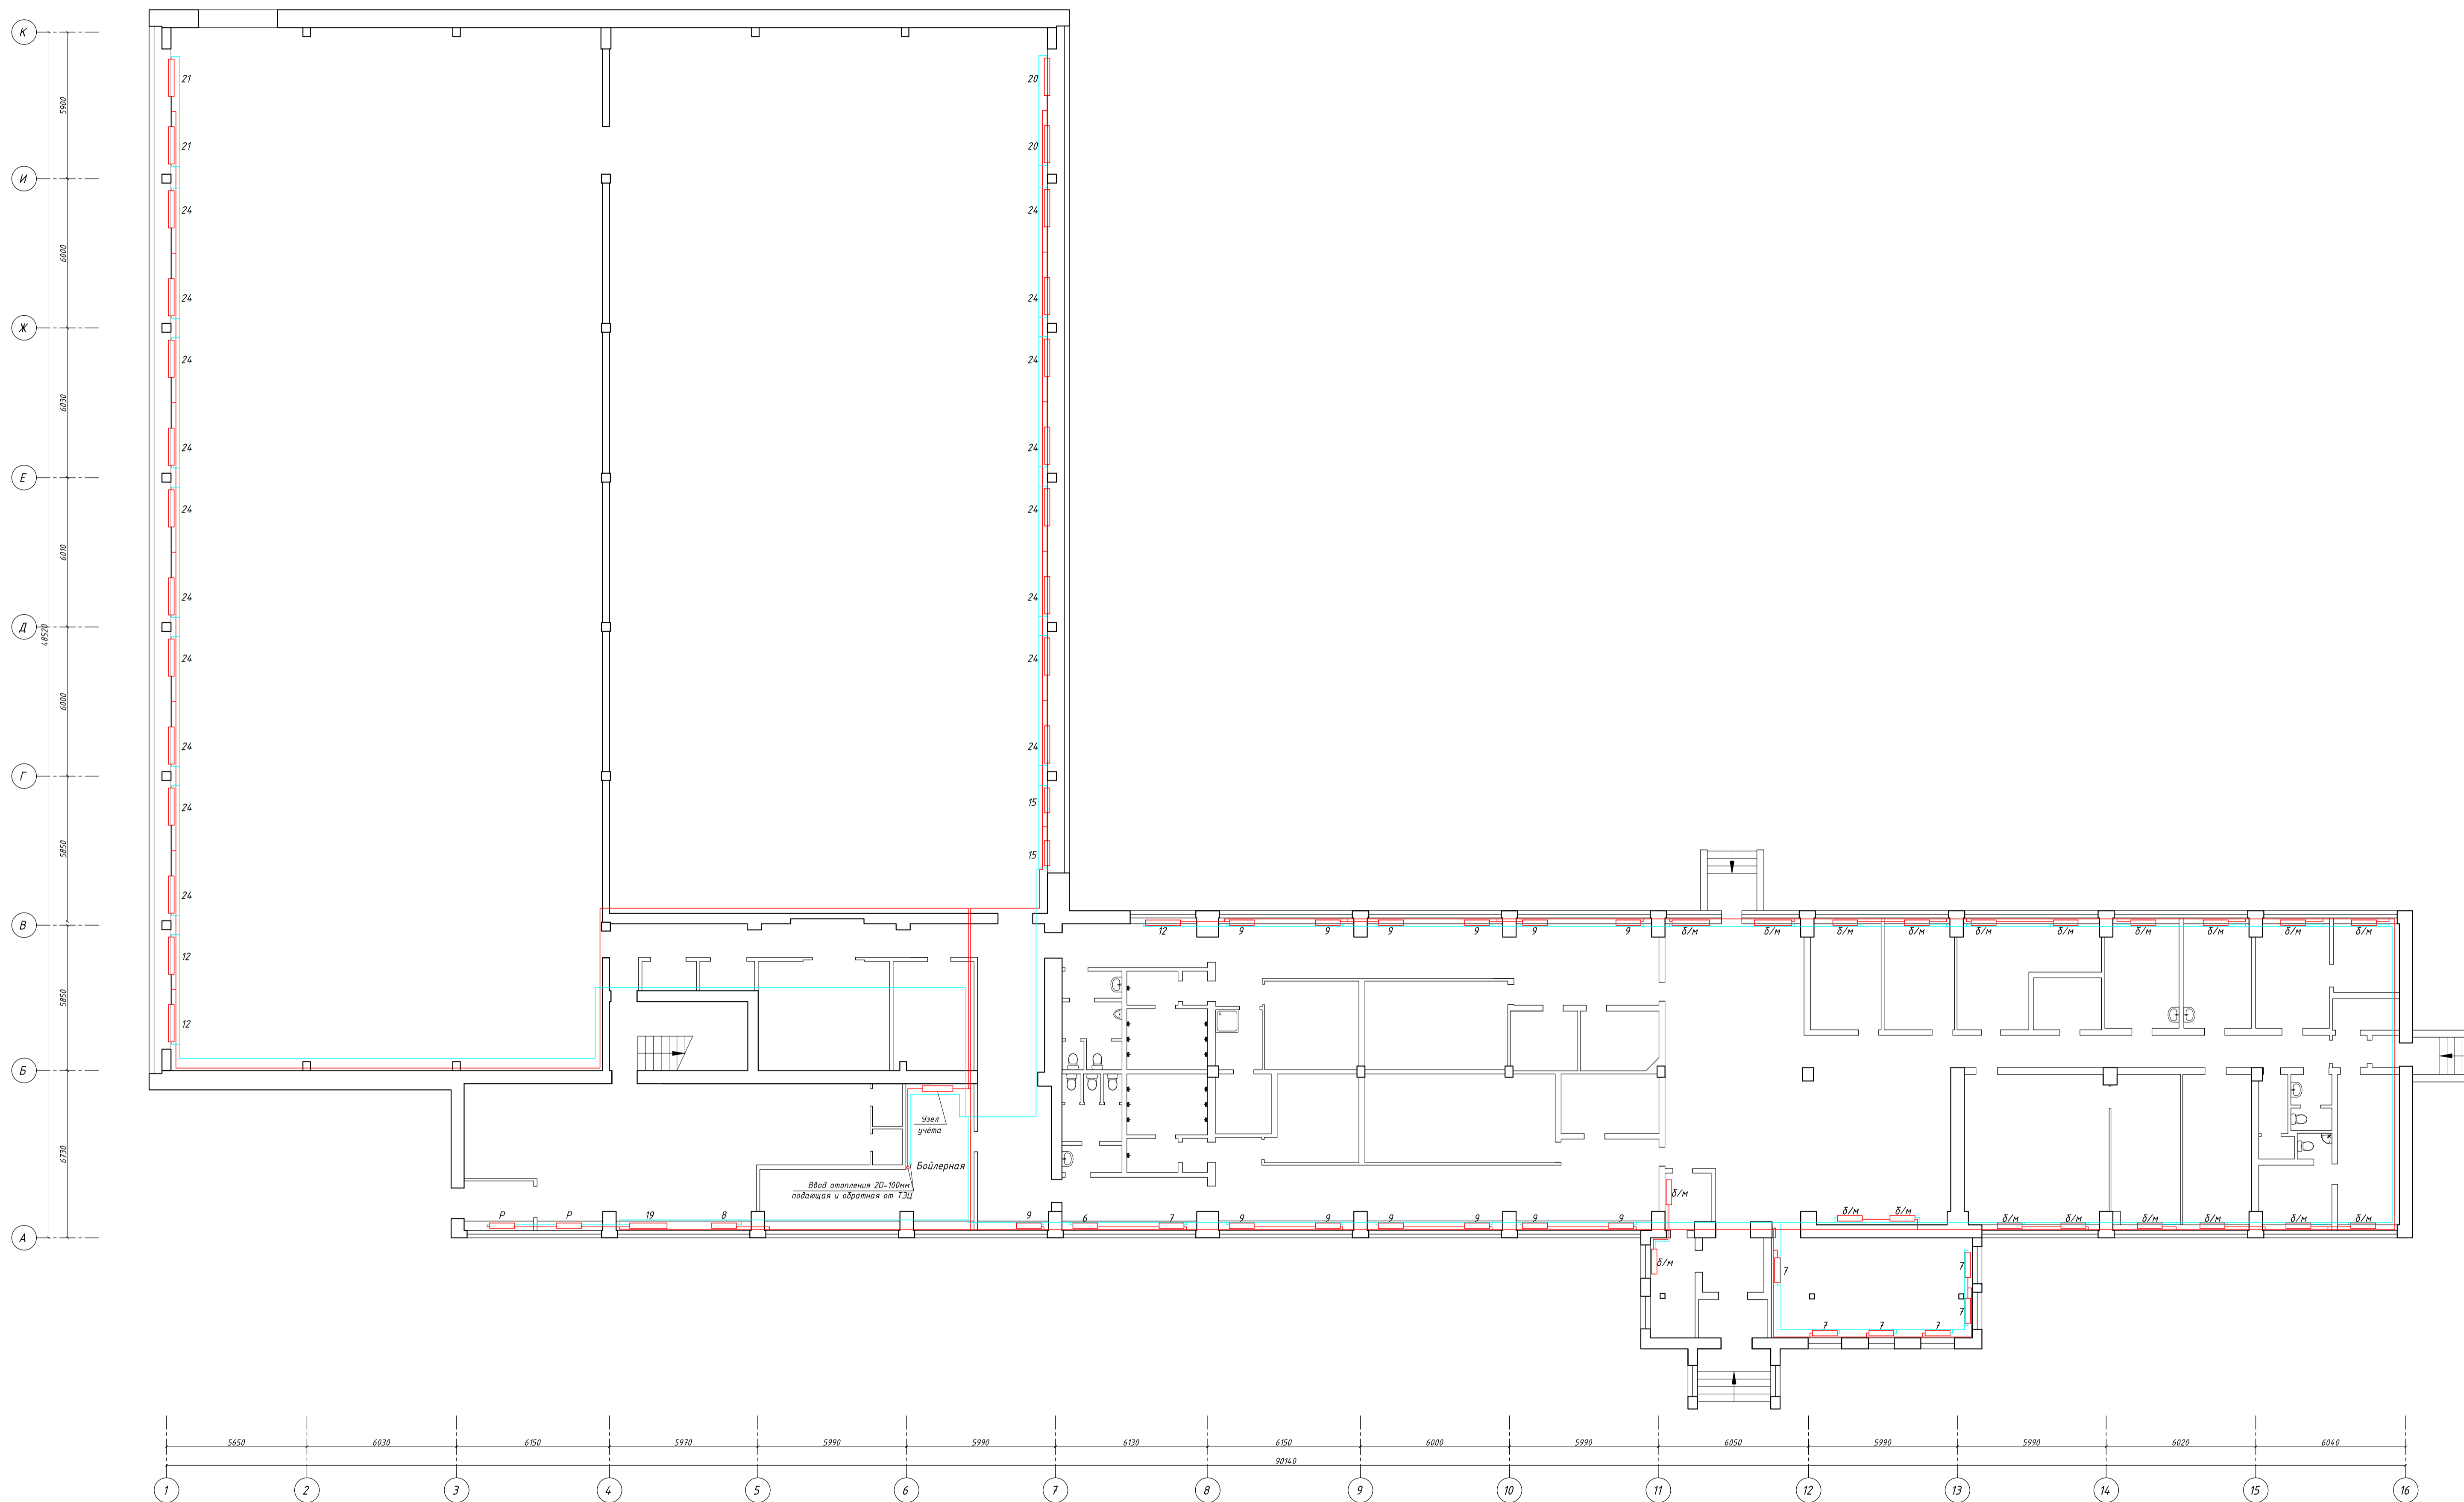 К
21
20
5900
21
20
И
24
24
6000
24
24
Ж
24
24
6030
24
24
Е
24
24
6010
24
24
Д
48520
24
24
6000
24
24
Г
15
24
5850
15
24
В
12 9 9 9 9 9 9 б/м б/м б/м б/м б/м б/м б/м б/м б/м б/м
12
5850
12
Б
Узел
учёта
6730
Бойлерная
Ввод отопления 2D=100мм
подающая и обратная от ТЭЦ
б/м
Р Р 19 8 9 6 7 9 9 9 9 9 9 б/м б/м б/м б/м б/м б/м б/м б/м
А
б/м
7
7
7
7 7 7
5650 6030 6150 5970 5990 5990 6130 6150 6000 5990 6050 5990 5990 6020 6040
90140
1 2 3 4 5 6 7 8 9 10 11 12 13 14 15 16